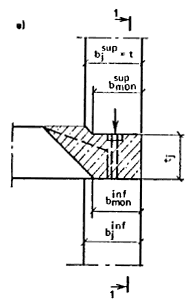 1
b_j^sup = t
b_mon^sup
t_j
b_mon^inf
b_j^inf
1